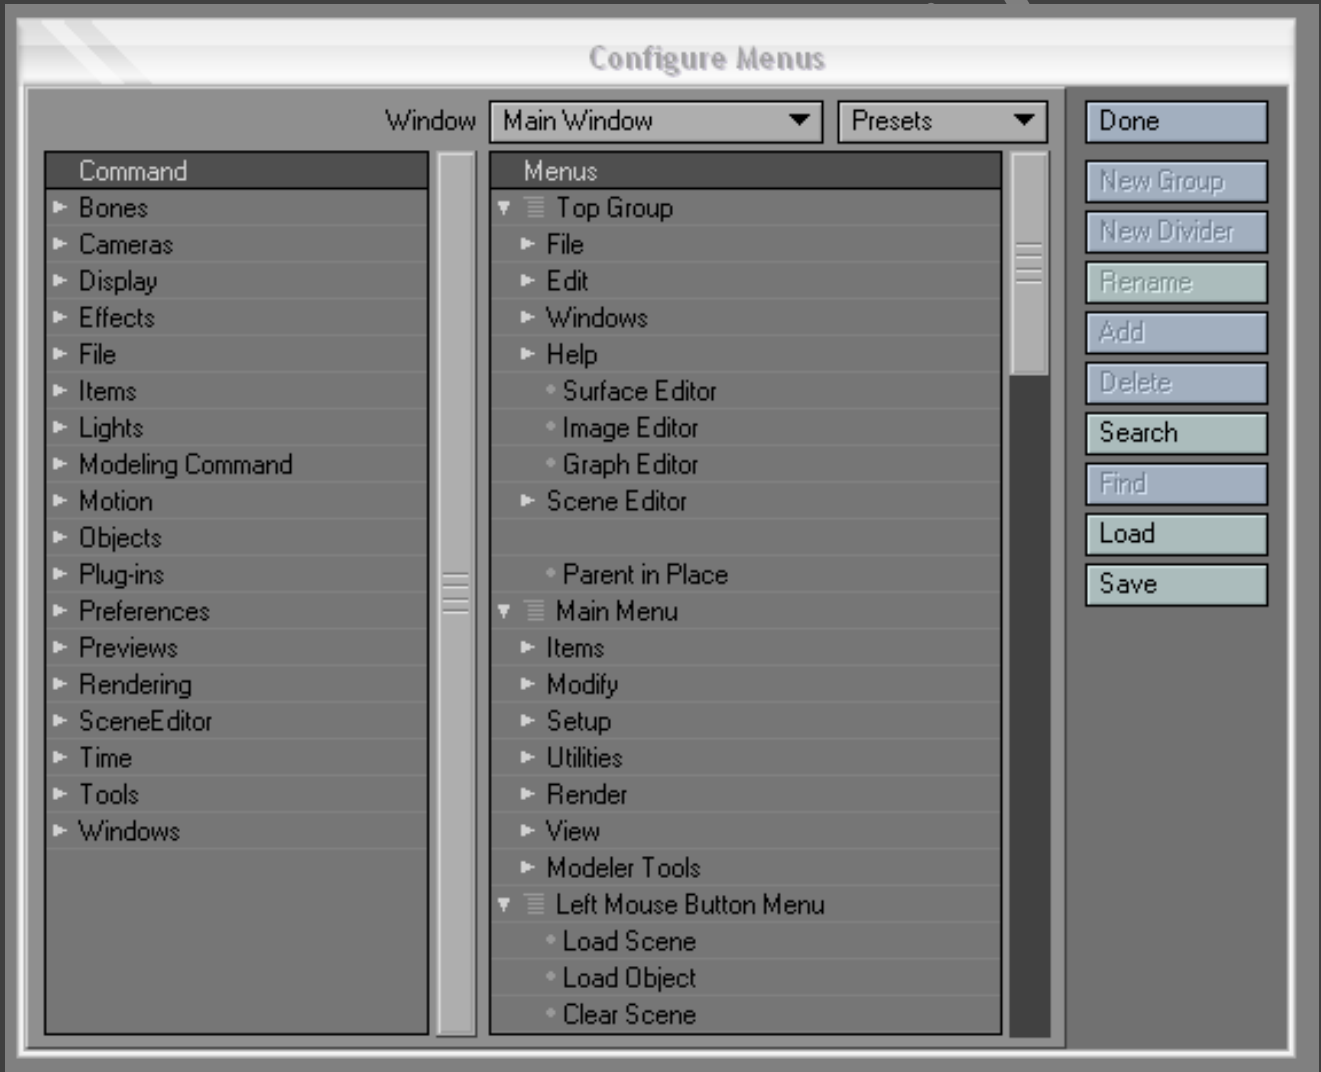 Configure Menus
Window Main Window Presets
Command
Bones
Cameras
Display
Effects
File
Items
Lights
Modeling Command
Motion
Objects
Plug-ins
Preferences
Previews
Rendering
SceneEditor
Time
Tools
Windows
Menus
Top Group
File
Edit
Windows
Help
Surface Editor
Image Editor
Graph Editor
Scene Editor
Parent in Place
Main Menu
Items
Modify
Setup
Utilities
Render
View
Modeler Tools
Left Mouse Button Menu
Load Scene
Load Object
Clear Scene
Done
New Group
New Divider
Rename
Add
Delete
Search
Find
Load
Save